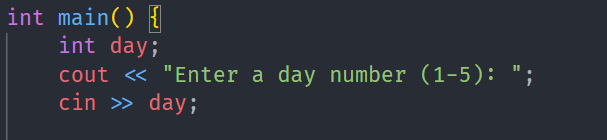 int main() {
    int day;
    cout << "Enter a day number (1-5): ";
    cin >> day;